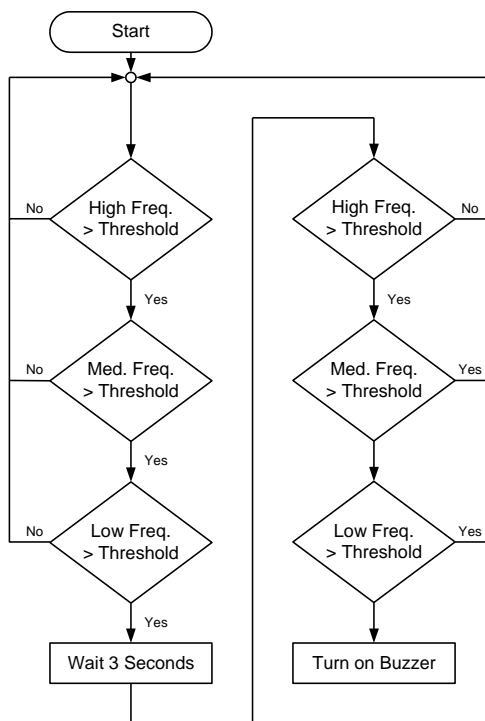 Start
High Freq.
> Threshold
No
Yes
Med. Freq.
> Threshold
No
Yes
Low Freq.
> Threshold
No
Yes
Wait 3 Seconds
High Freq.
> Threshold
No
Yes
Med. Freq.
> Threshold
Yes
Low Freq.
> Threshold
Yes
Turn on Buzzer